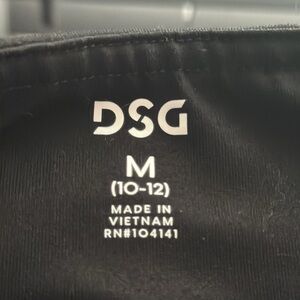 DSG
M
(10-12)
MADE IN
VIETNAM
RN#104141